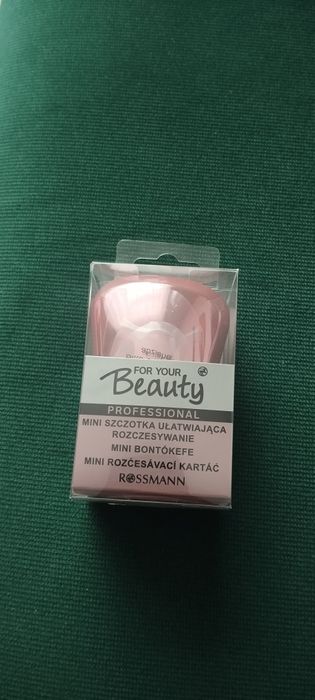 FOR YOUR
Beauty
PROFESSIONAL
MINI SZCZOTKA UŁATWIAJĄCA
ROZCZESYWANIE
MINI BONTÓKEFE
MINI ROZČESÁVACÍ KARTÁČ
ROSSMANN